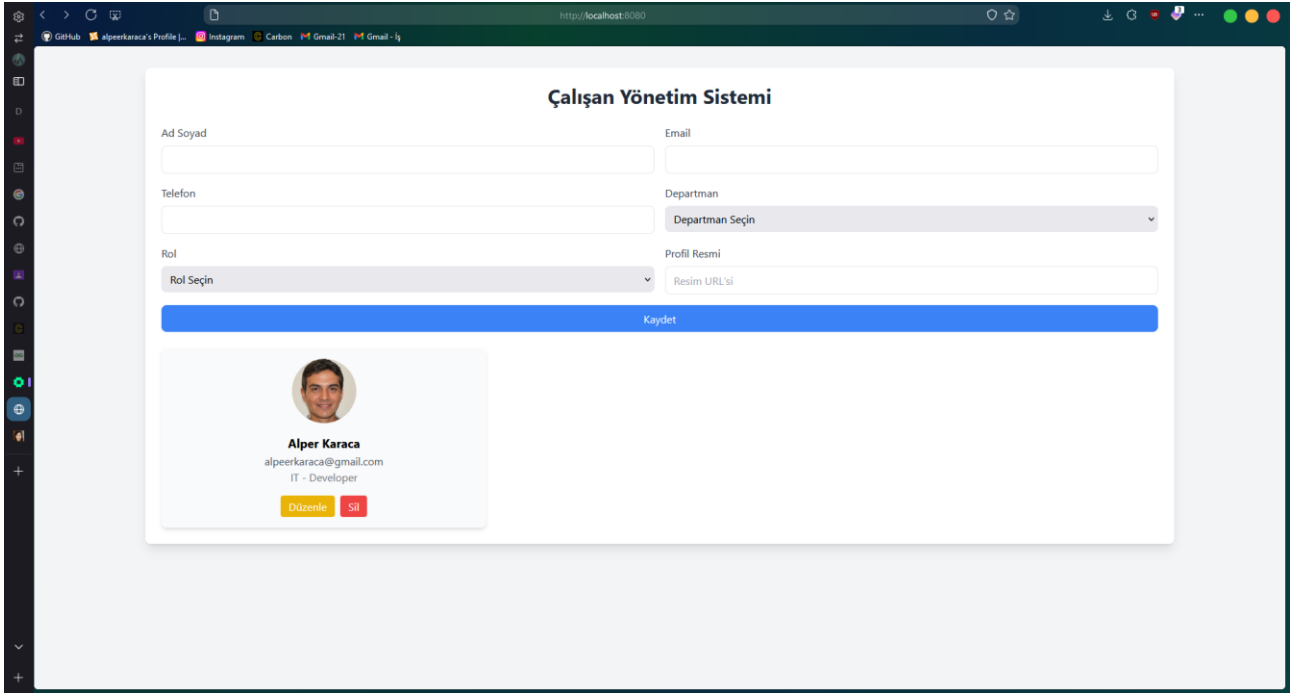 http://localhost:8080
GitHub
alpeerkaraca's Profile |...
Instagram
Carbon
Gmail-21
Gmail - İş
D
Çalışan Yönetim Sistemi
Ad Soyad
Email
Telefon
Departman
Departman Seçin
Rol
Profil Resmi
Rol Seçin
Resim URL'si
Kaydet
Alper Karaca
alpeerkaraca@gmail.com
IT - Developer
Düzenle
Sil